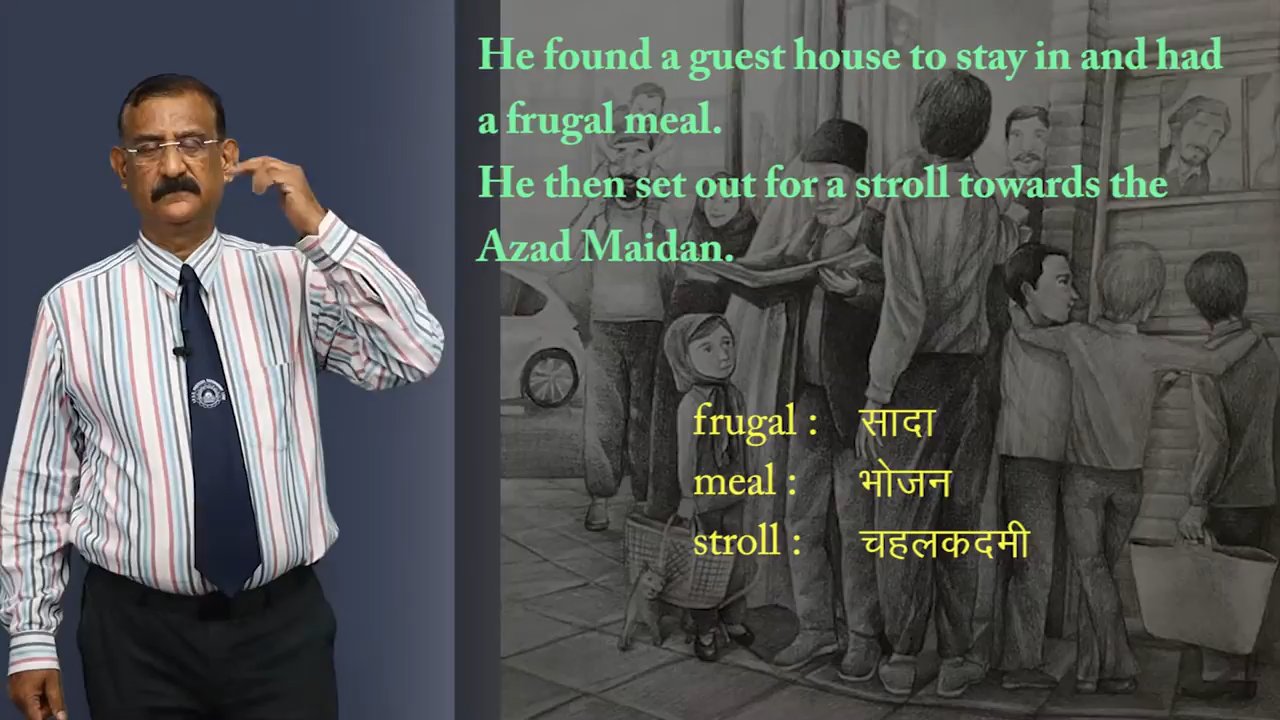 He found a guest house to stay in and had
a frugal meal.
He then set out for a stroll towards the
Azad Maidan.
frugal : सादा
meal : भोजन
stroll : चहलकदमी